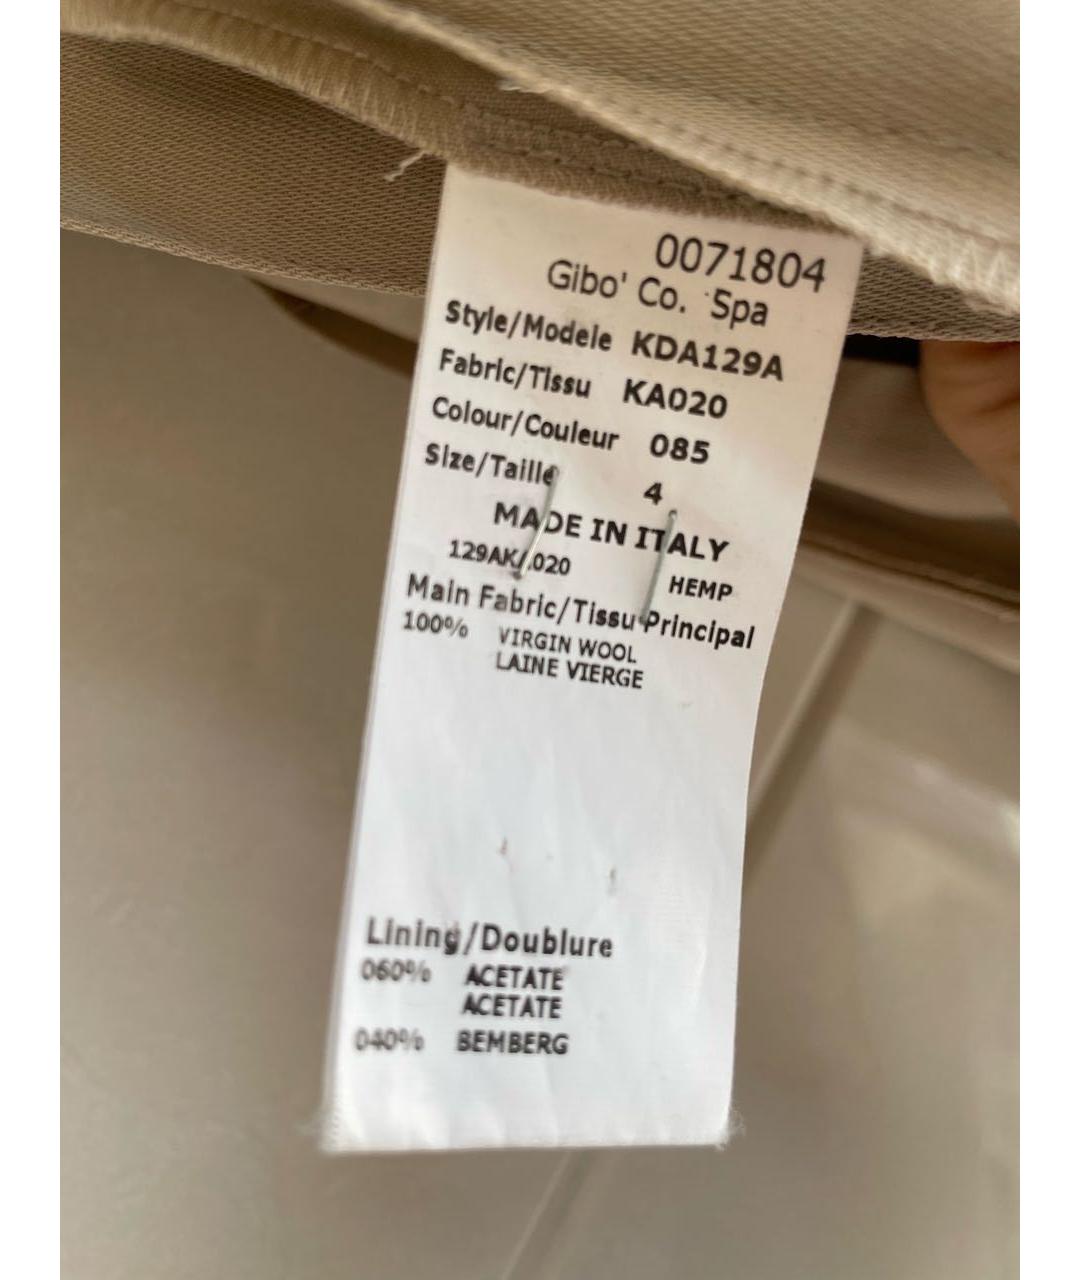 0071804
Gibo' Co. Spa
Style/Modele KDA129A
Fabric/Tissu KA020
Colour/Couleur 085
Size/Taille 4
MADE IN ITALY
129AK/.020 HEMP
Main Fabric/Tissu Principal
100% VIRGIN WOOL
LAINE VIERGE
Lining/Doublure
060% ACETATE
ACETATE
040% BEMBERG